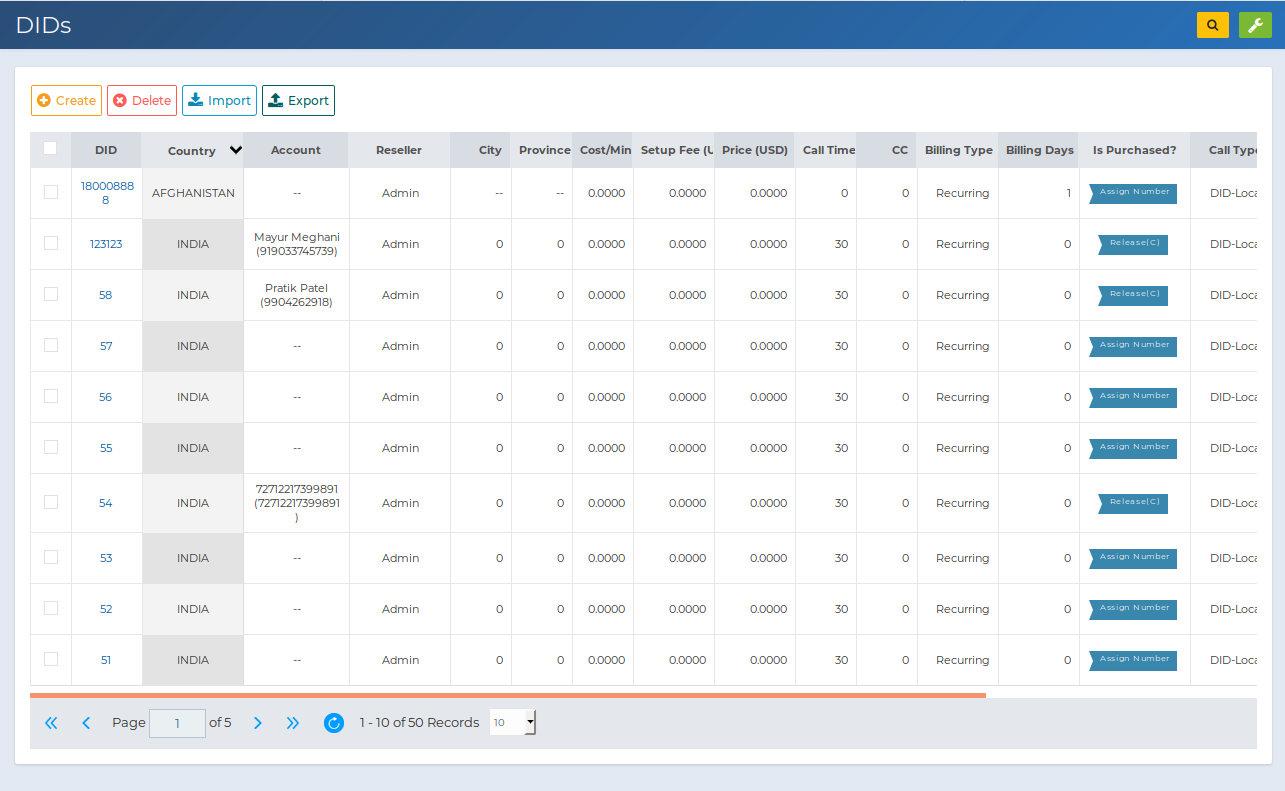 DIDs
Create Delete Import Export
DID Country Account Reseller City Province Cost/Min Setup Fee (U Price (USD) Call Time CC Billing Type Billing Days Is Purchased? Call Type
18000888
8 AFGHANISTAN -- Admin -- -- 0.0000 0.0000 0.0000 0 0 Recurring 1 Assign Number DID-Loca
123123 INDIA Mayur Meghani
(919033745739) Admin 0 0 0.0000 0.0000 0.0000 30 0 Recurring 0 Release(C) DID-Loca
58 INDIA Pratik Patel
(9904262918) Admin 0 0 0.0000 0.0000 0.0000 30 0 Recurring 0 Release(C) DID-Loca
57 INDIA -- Admin 0 0 0.0000 0.0000 0.0000 30 0 Recurring 0 Assign Number DID-Loca
56 INDIA -- Admin 0 0 0.0000 0.0000 0.0000 30 0 Recurring 0 Assign Number DID-Loca
55 INDIA -- Admin 0 0 0.0000 0.0000 0.0000 30 0 Recurring 0 Assign Number DID-Loca
54 INDIA 72712217399891
(72712217399891
) Admin 0 0 0.0000 0.0000 0.0000 30 0 Recurring 0 Release(C) DID-Loca
53 INDIA -- Admin 0 0 0.0000 0.0000 0.0000 30 0 Recurring 0 Assign Number DID-Loca
52 INDIA -- Admin 0 0 0.0000 0.0000 0.0000 30 0 Recurring 0 Assign Number DID-Loca
51 INDIA -- Admin 0 0 0.0000 0.0000 0.0000 30 0 Recurring 0 Assign Number DID-Loca
Page 1 of 5 1 - 10 of 50 Records 10